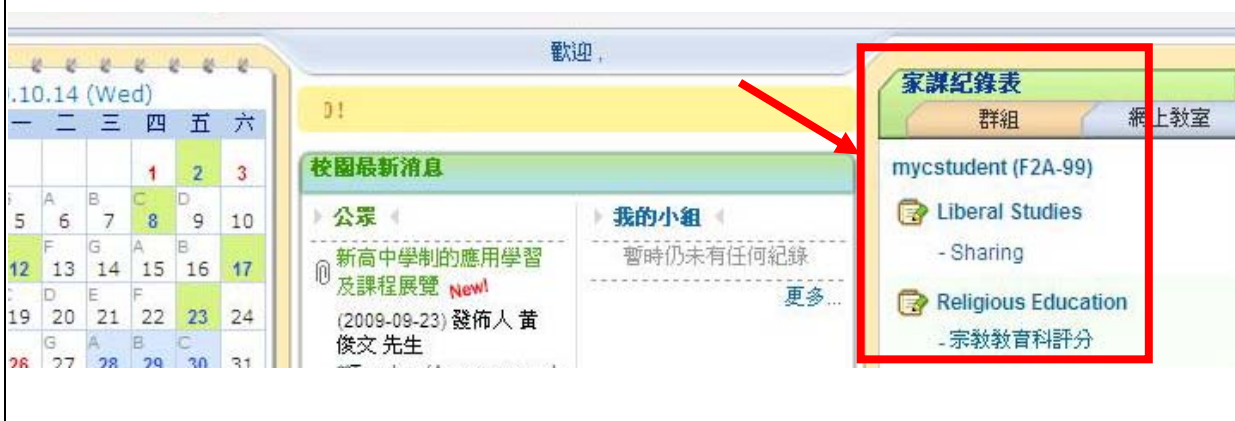 歡迎 ,
.10.14 (Wed)
一 二 三 四 五 六
1 2 3
A B C D
5 6 7 8 9 10
F G A B
12 13 14 15 16 17
D E F
19 20 21 22 23 24
G A B C
26 27 28 29 30 31
D !
校園最新消息
公眾
新高中學制的應用學習
及課程展覽 New!
(2009-09-23) 發佈人 黃
俊文 先生
我的小組
暫時仍未有任何紀錄
更多...
家課紀錄表
群組 網上教室
mycstudent (F2A-99)
Liberal Studies
- Sharing
Religious Education
- 宗教教育科評分